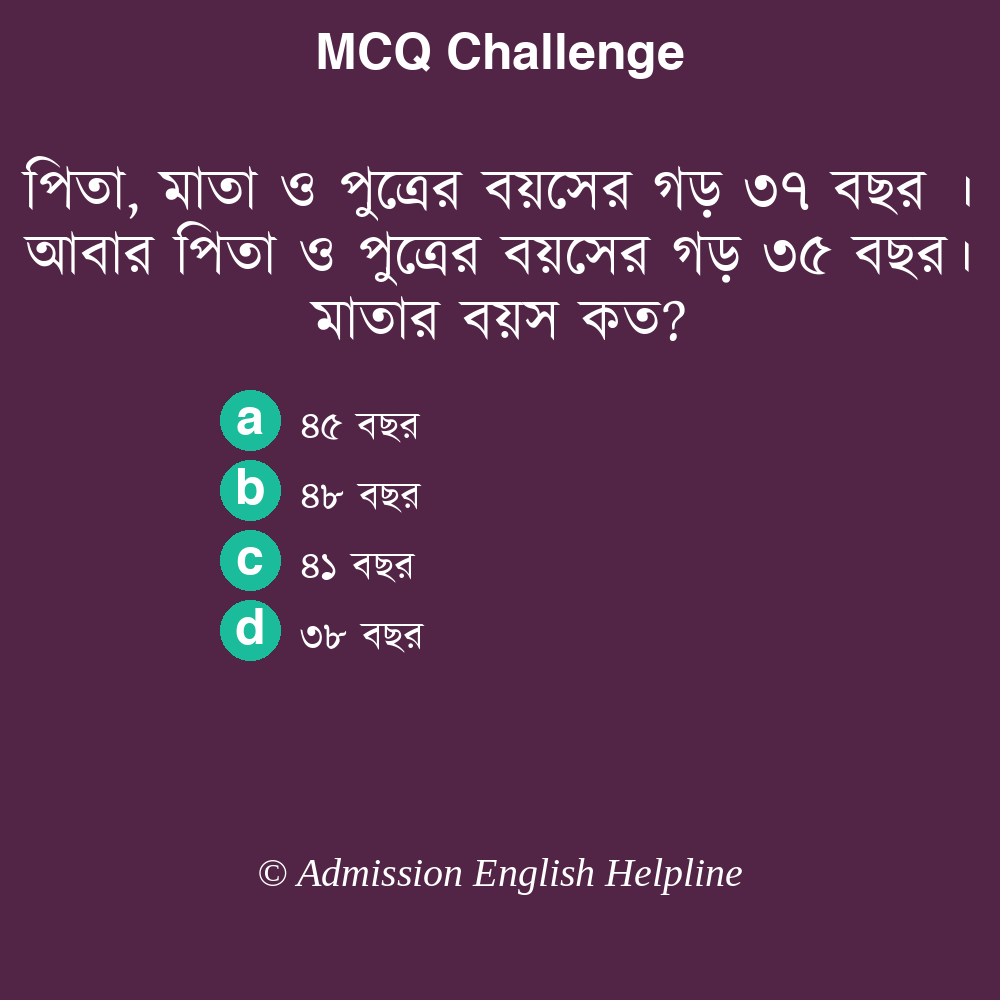 MCQ Challenge
পিতা, মাতা ও পুত্রের বয়সের গড় ৩৭ বছর ।
আবার পিতা ও পুত্রের বয়সের গড় ৩৫ বছর।
মাতার বয়স কত?
a ৪৫ বছর
b ৪৮ বছর
c ৪১ বছর
d ৩৮ বছর
© Admission English Helpline